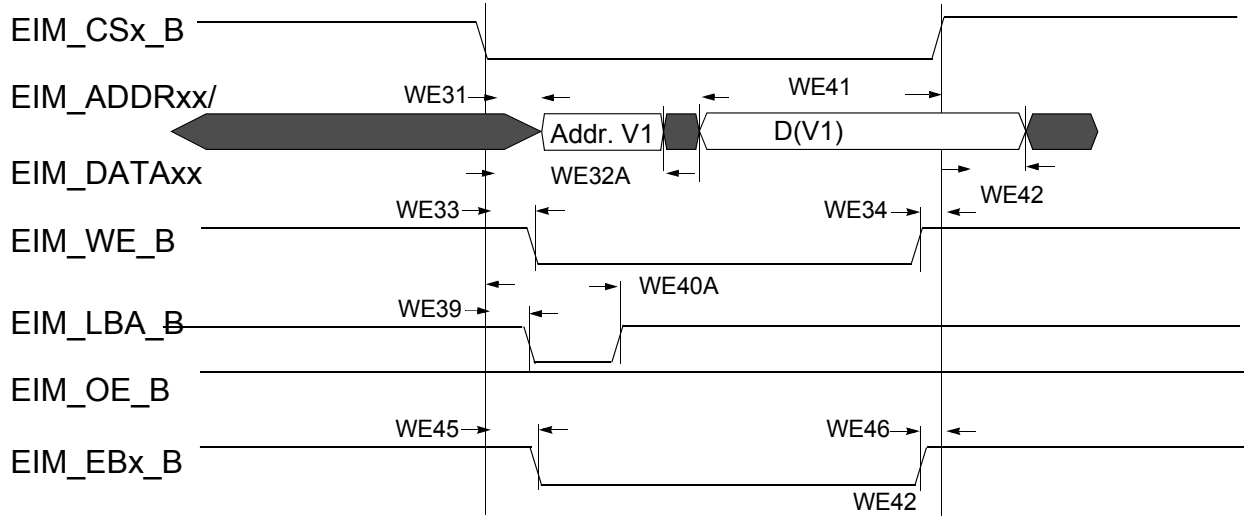 EIM_CSx_B
EIM_ADDRxx/
WE31
WE41
Addr. V1
D(V1)
EIM_DATAxx
WE32A
WE42
WE33
WE34
EIM_WE_B
WE40A
WE39
EIM_LBA_B
EIM_OE_B
WE45
WE46
EIM_EBx_B
WE42